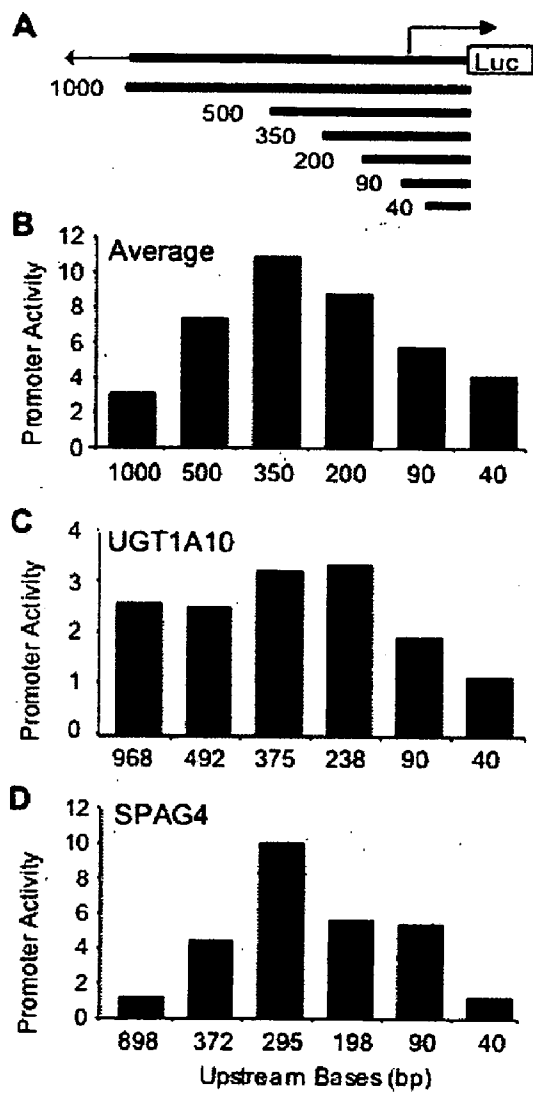 A
Luc
1000
500
350
200
90
40
B
Average
Promoter Activity
12
10
8
6
4
2
0
1000 500 350 200 90 40
C
UGT1A10
Promoter Activity
4
3
2
1
0
968 492 375 238 90 40
D
SPAG4
Promoter Activity
12
10
8
6
4
2
0
898 372 295 198 90 40
Upstream Bases (bp)